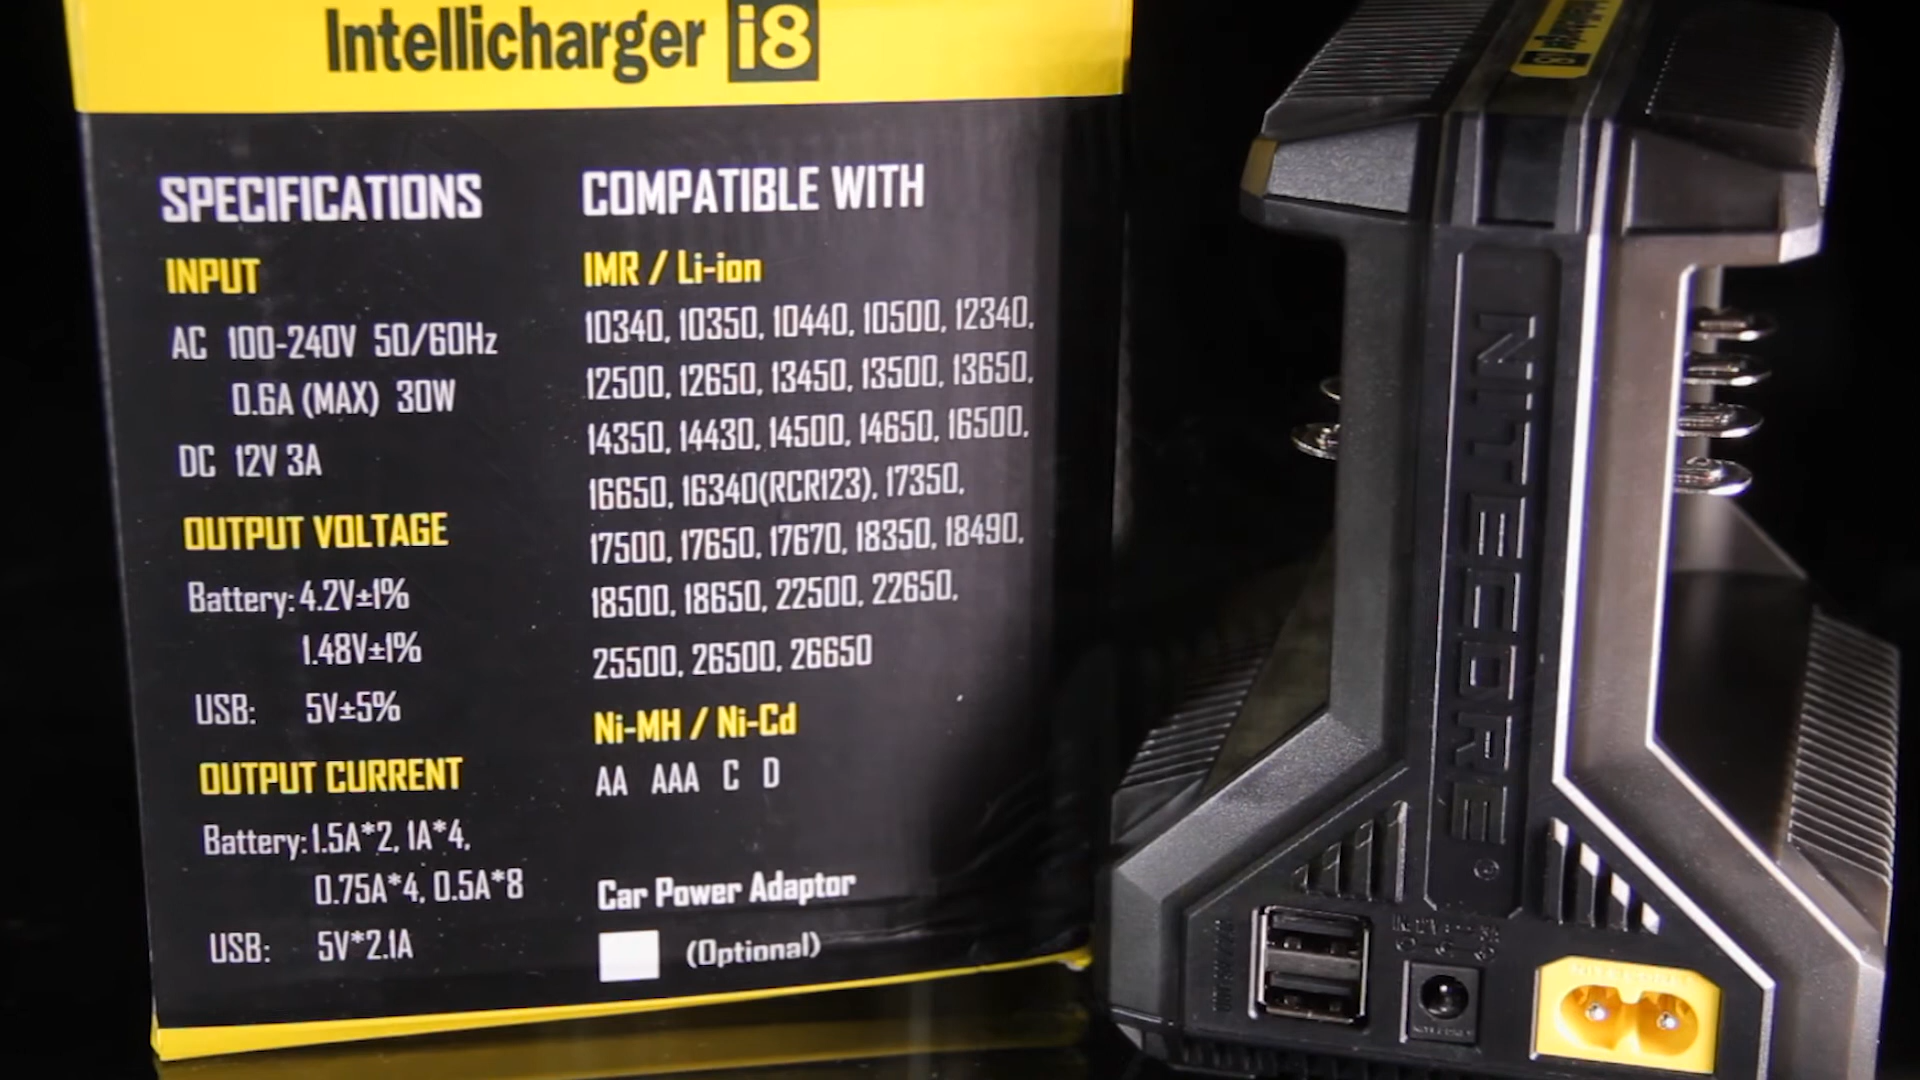 Intellicharger i8
SPECIFICATIONS
INPUT
AC 100-240V 50/60Hz
0.6A (MAX) 30W
DC 12V 3A
OUTPUT VOLTAGE
Battery: 4.2V±1%
1.48V±1%
USB: 5V±5%
OUTPUT CURRENT
Battery: 1.5A*2, 1A*4,
0.75A*4, 0.5A*8
USB: 5V*2.1A
COMPATIBLE WITH
IMR / Li-ion
10340, 10350, 10440, 10500, 12340,
12500, 12650, 13450, 13500, 13650,
14350, 14430, 14500, 14650, 16500,
16650, 16340(RCR123), 17350,
17500, 17650, 17670, 18350, 18490,
18500, 18650, 22500, 22650,
25500, 26500, 26650
Ni-MH / Ni-Cd
AA AAA C D
Car Power Adaptor
(Optional)
Intellicharger i8
NITECORE